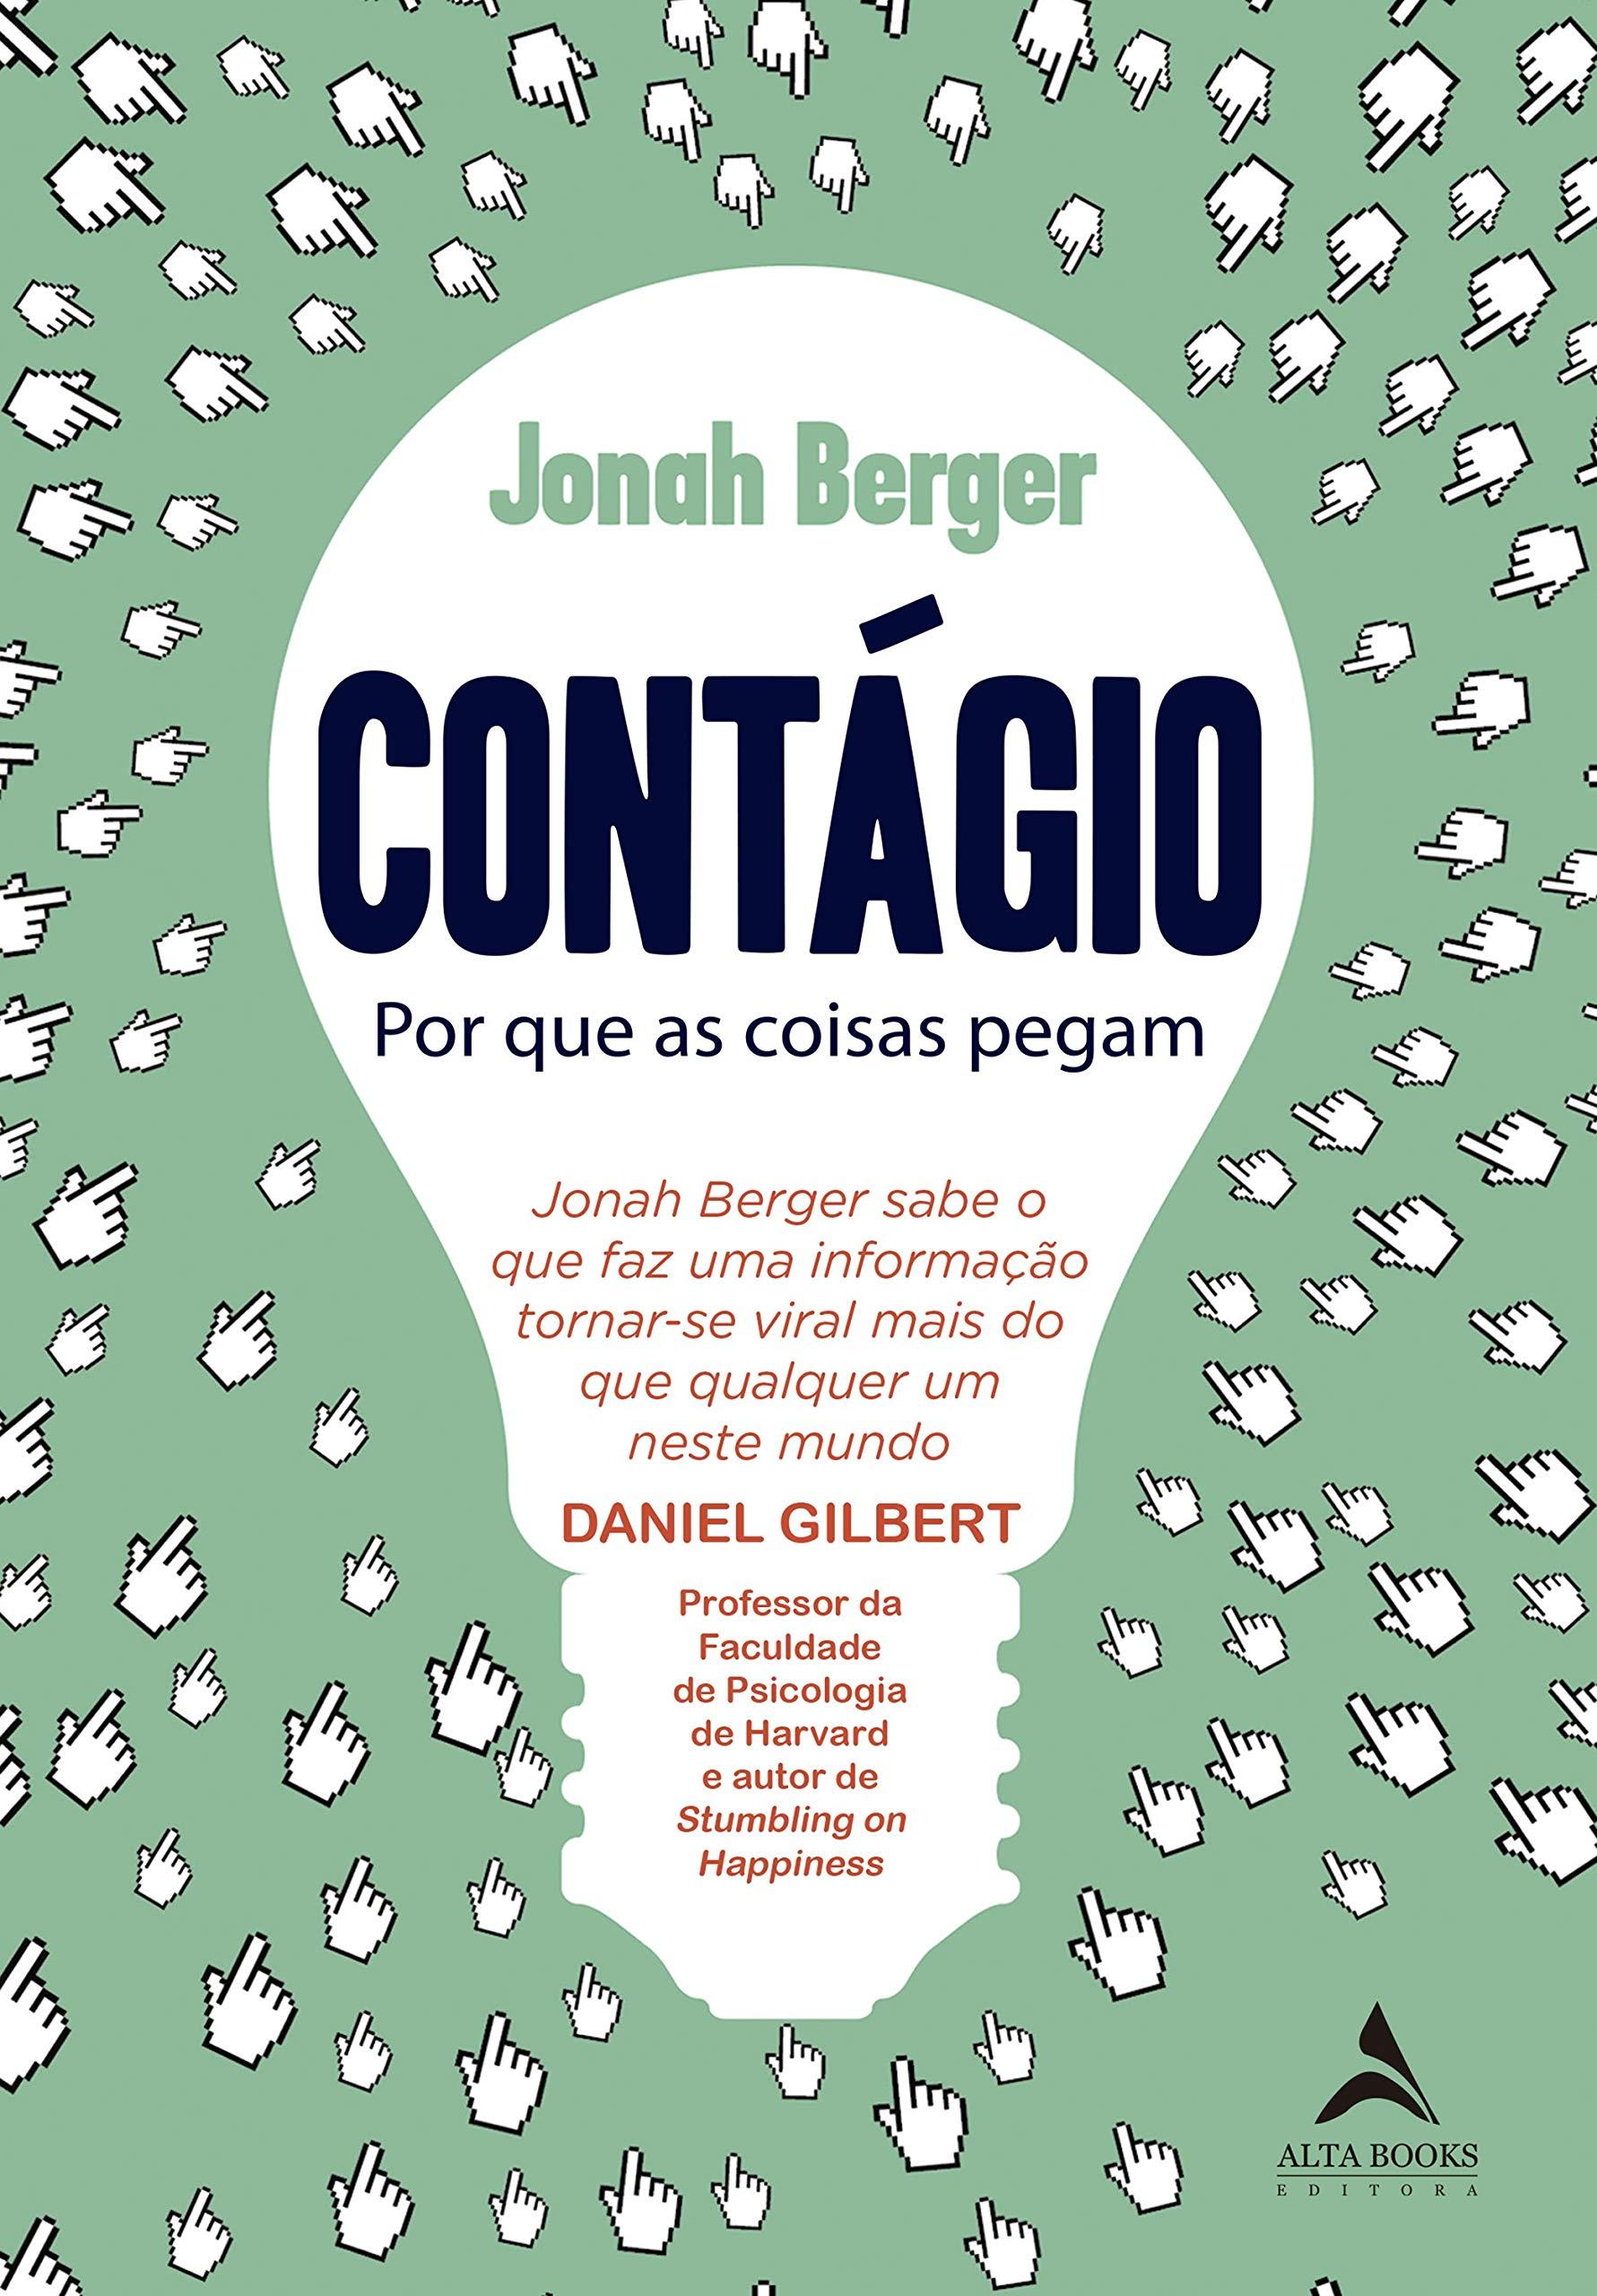 Jonah Berger
CONTÁGIO
Por que as coisas pegam
Jonah Berger sabe o
que faz uma informação
tornar-se viral mais do
que qualquer um
neste mundo
DANIEL GILBERT
Professor da
Faculdade
de Psicologia
de Harvard
e autor de
Stumbling on
Happiness
ALTA BOOKS
EDITORA